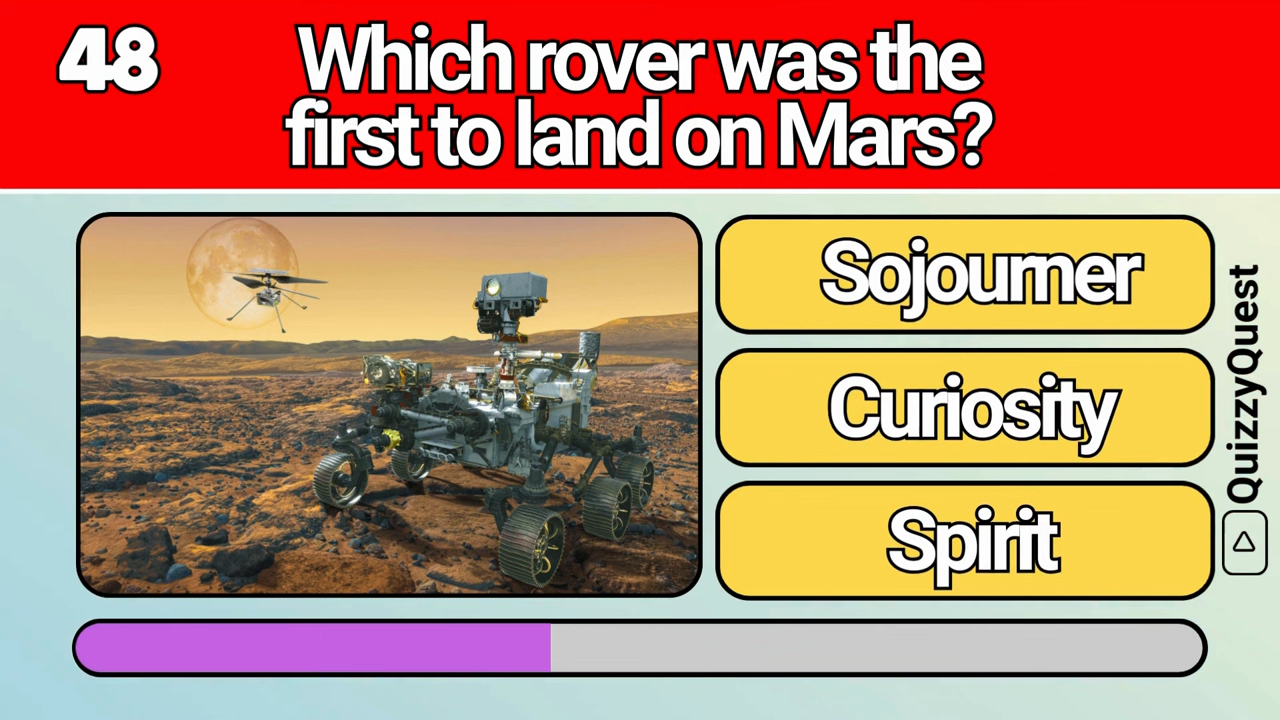 48
Which rover was the
first to land on Mars?
Sojourner
Curiosity
Spirit
QuizzyQuest